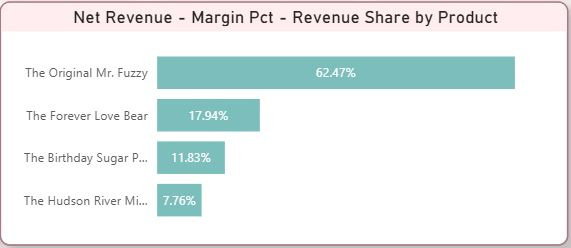 Net Revenue - Margin Pct - Revenue Share by Product
The Original Mr. Fuzzy 62.47%
The Forever Love Bear 17.94%
The Birthday Sugar P... 11.83%
The Hudson River Mi... 7.76%